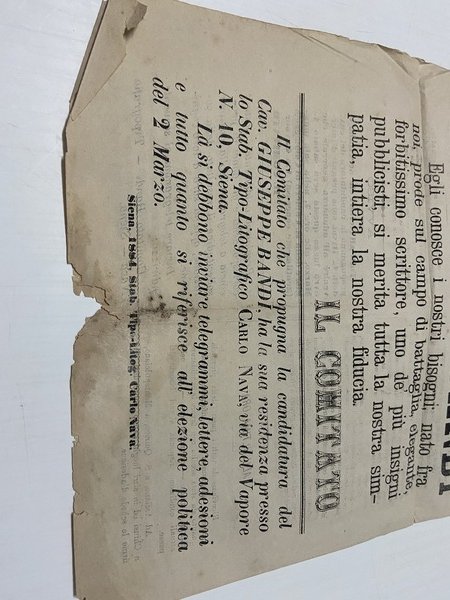 Egli conosce i nostri bisogni; nato fra
noi, prode sul campo di battaglia, elegante,
forbitissimo scrittore, uno de' più insigni
pubblicisti, si merita tutta la nostra sim-
patia, intiera la nostra fiducia.
IL COMITATO
Il Comitato che propugna la candidatura del
Cav. GIUSEPPE BANDI, ha la sua residenza presso
lo Stab. Tipo-Litografico CARLO NAVA, via del Vapore
N. 10, Siena.
Là si debbono inviare telegrammi, lettere, adesioni
e tutto quanto si riferisce all' elezione politica
del 2 Marzo.
Siena, 1884, Stab. Tipo-Litog. Carlo Nava.